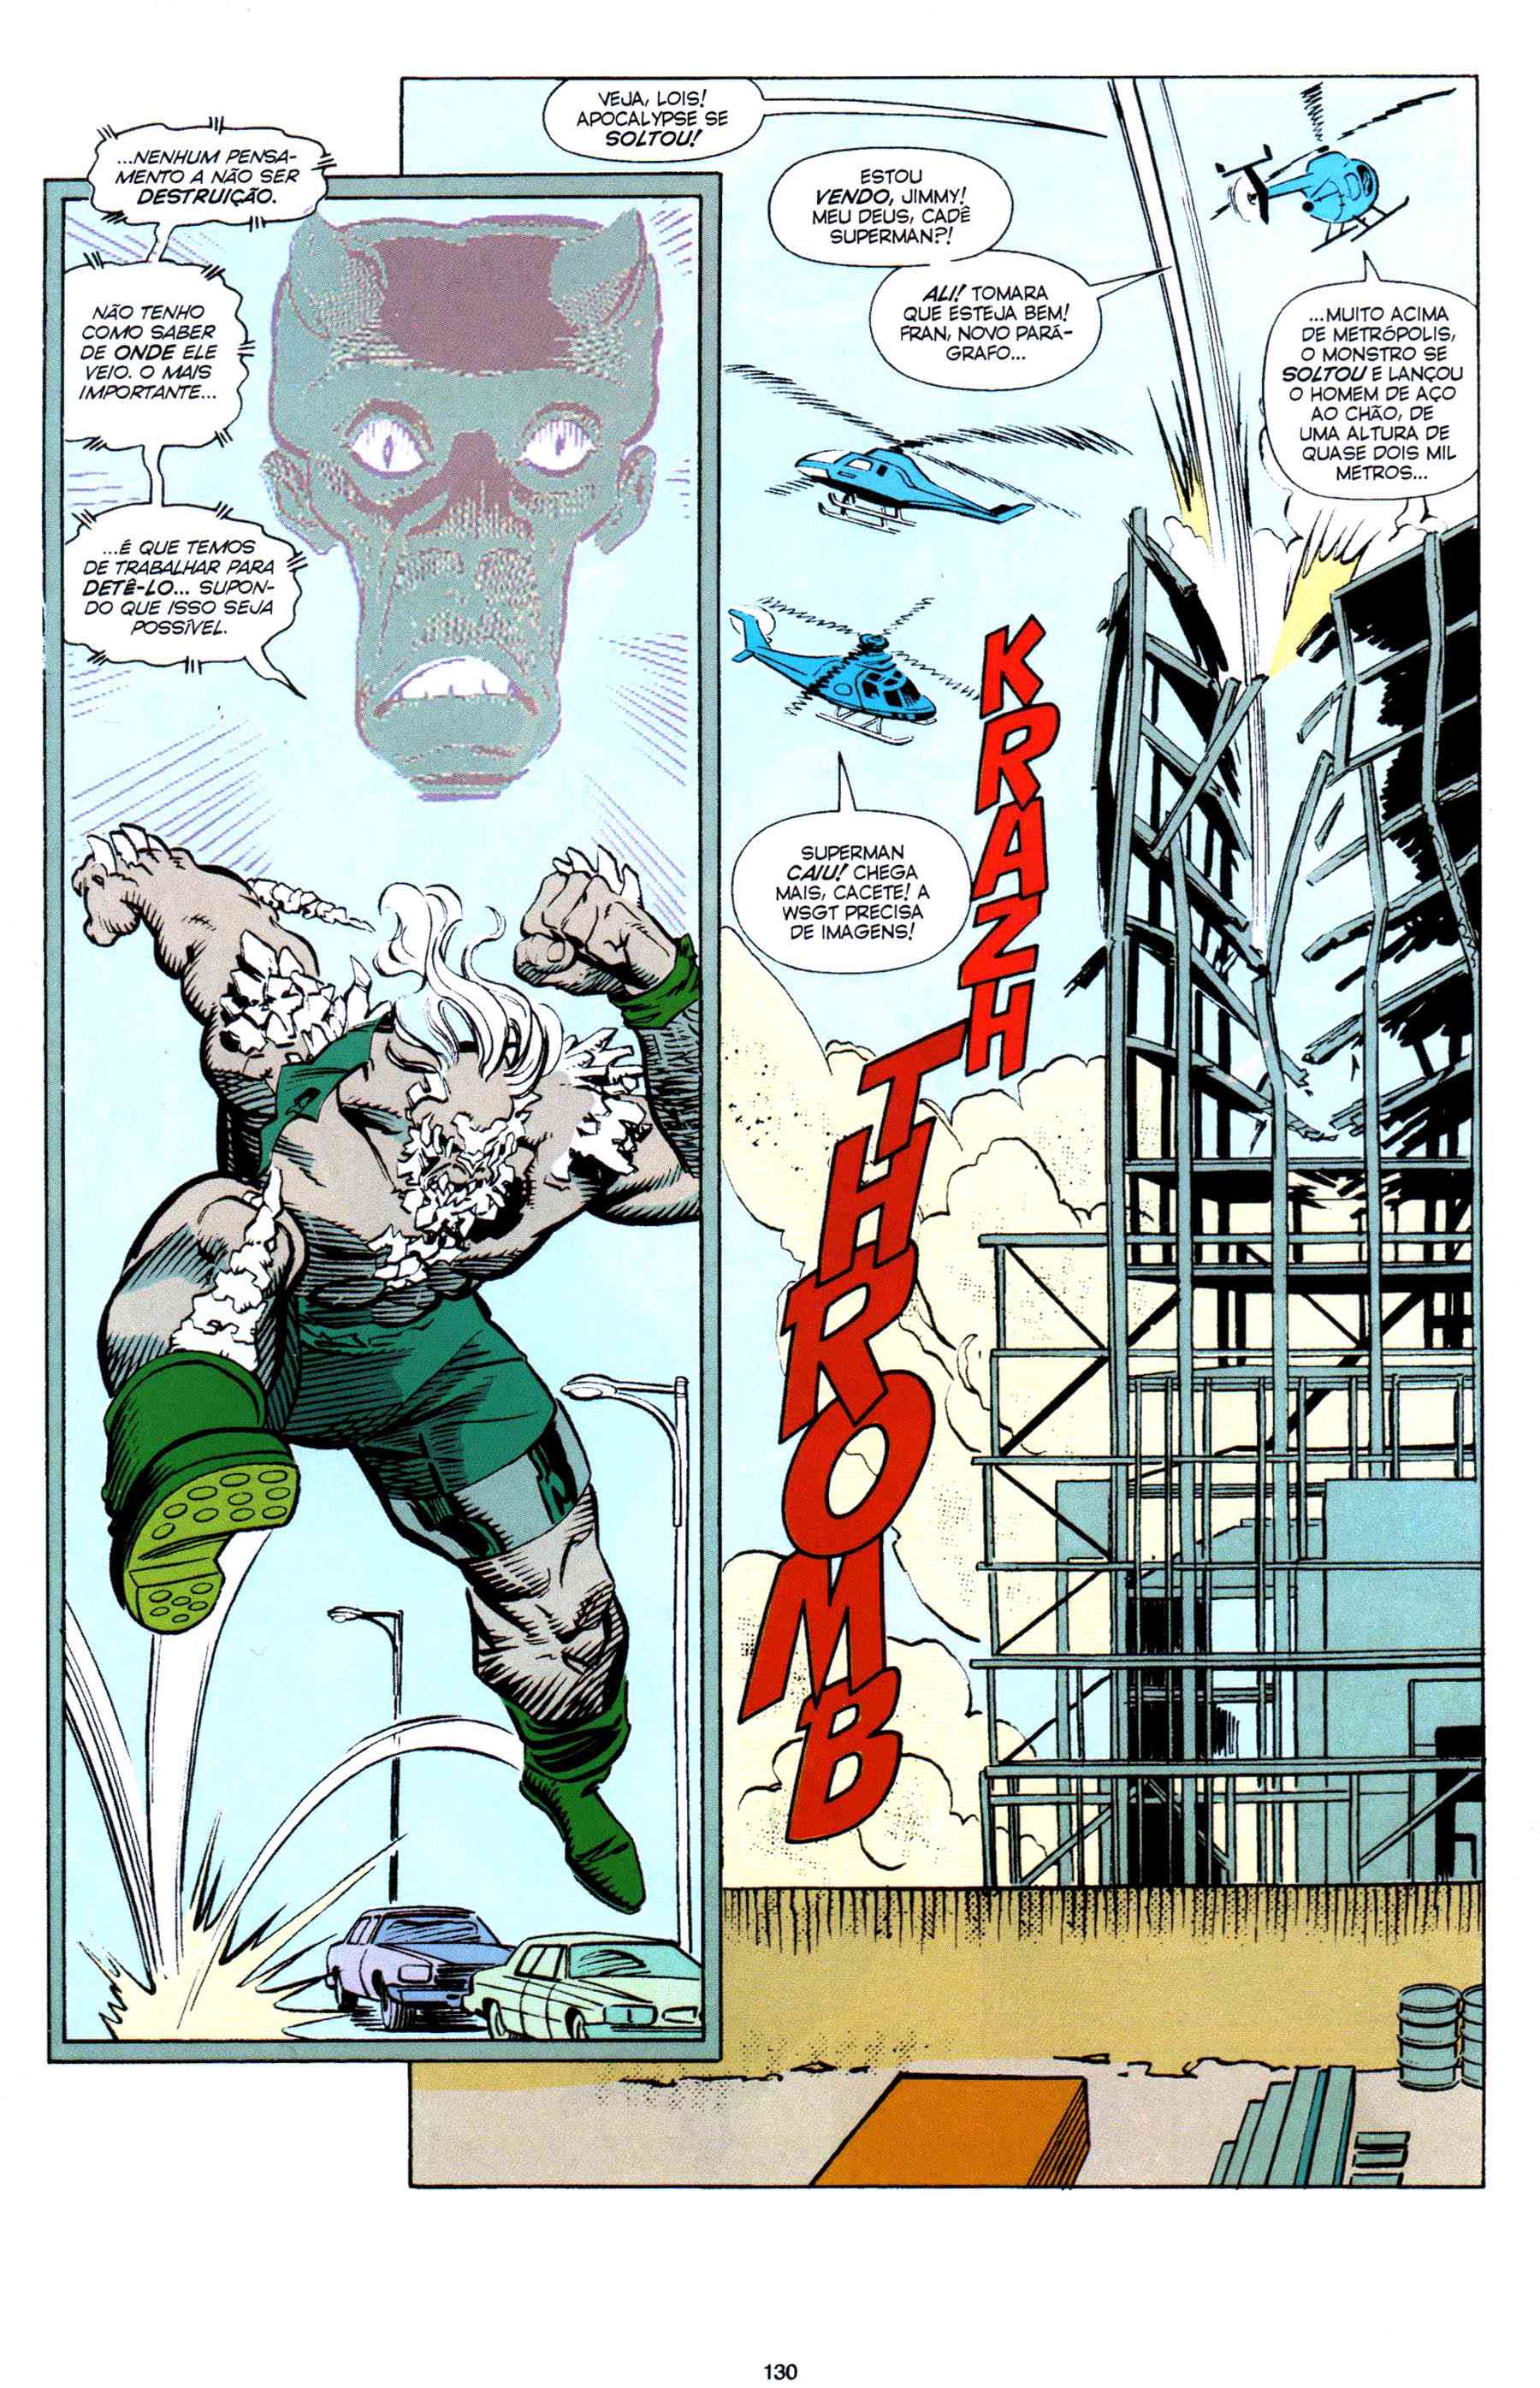 ...NENHUM PENSA-
MENTO A NÃO SER
DESTRUIÇÃO.
NÃO TENHO
COMO SABER
DE ONDE ELE
VEIO. O MAIS
IMPORTANTE...
...É QUE TEMOS
DE TRABALHAR PARA
DETÊ-LO... SUPON-
DO QUE ISSO SEJA
POSSÍVEL.
VEJA, LOIS!
APOCALYPSE SE
SOLTOU!
ESTOU
VENDO, JIMMY!
MEU DEUS, CADÊ
SUPERMAN?!
ALI! TOMARA
QUE ESTEJA BEM!
FRAN, NOVO PARÁ-
GRAFO...
...MUITO ACIMA
DE METRÓPOLIS,
O MONSTRO SE
SOLTOU E LANÇOU
O HOMEM DE AÇO
AO CHÃO, DE
UMA ALTURA DE
QUASE DOIS MIL
METROS...
SUPERMAN
CAIU! CHEGA
MAIS, CACETE! A
WSGT PRECISA
DE IMAGENS!
KRAZH
THROMB
130